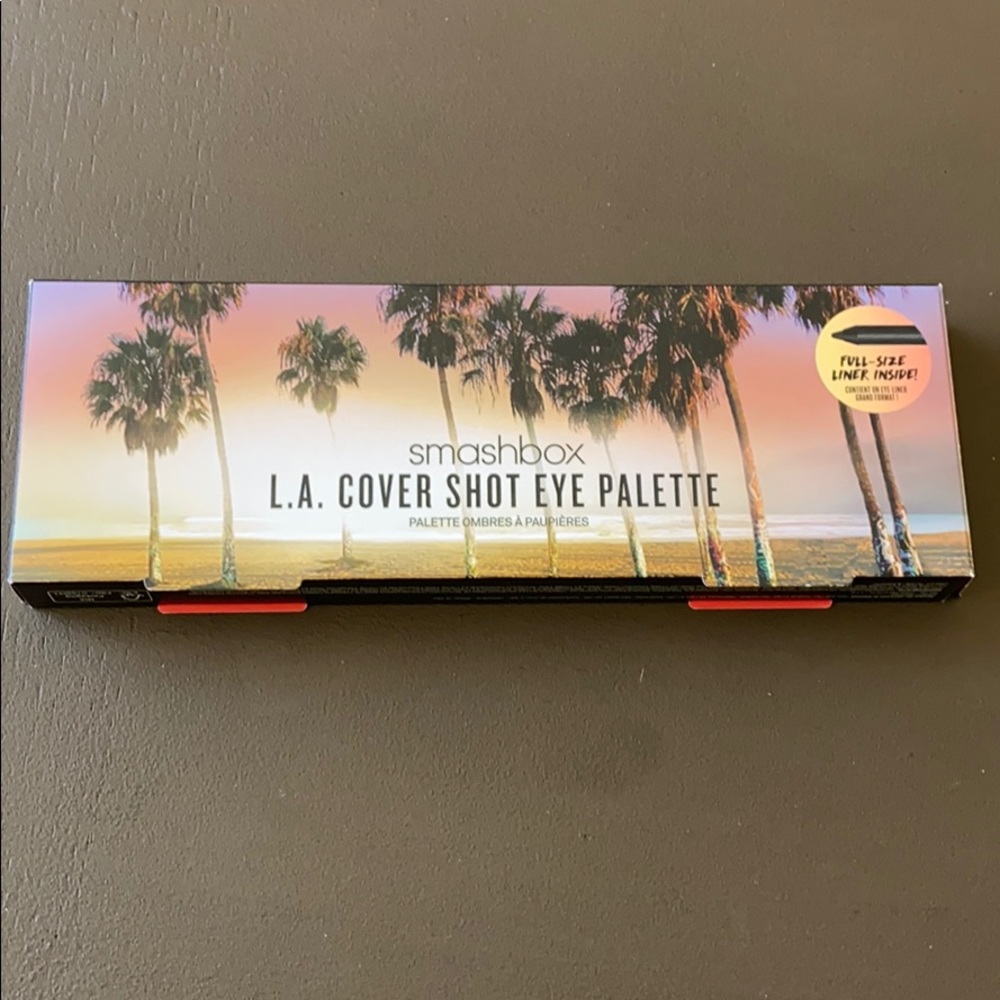 smashbox
L.A. COVER SHOT EYE PALETTE
PALETTE OMBRES À PAUPIÈRES
FULL-SIZE
LINER INSIDE!
CONTIENT UN EYE LINER
GRAND FORMAT !